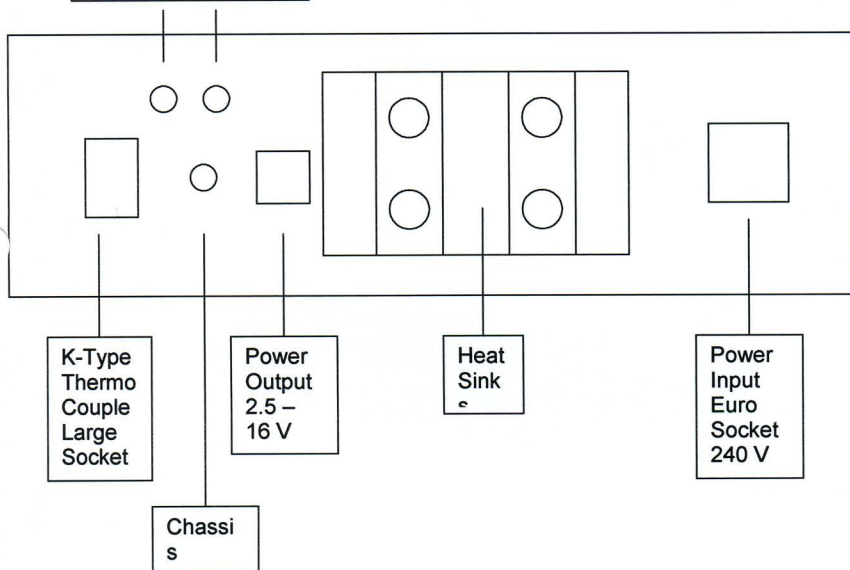 K-Type
Thermo
Couple
Large
Socket
Power
Output
2.5 –
16 V
Heat
Sink
s
Power
Input
Euro
Socket
240 V
Chassi
s